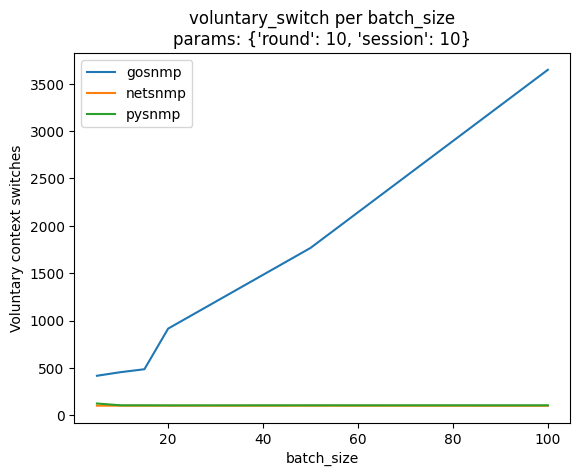 voluntary_switch per batch_size
params: {'round': 10, 'session': 10}
gosnmp
netsnmp
pysnmp
Voluntary context switches
3500
3000
2500
2000
1500
1000
500
0
20
40
60
80
100
batch_size